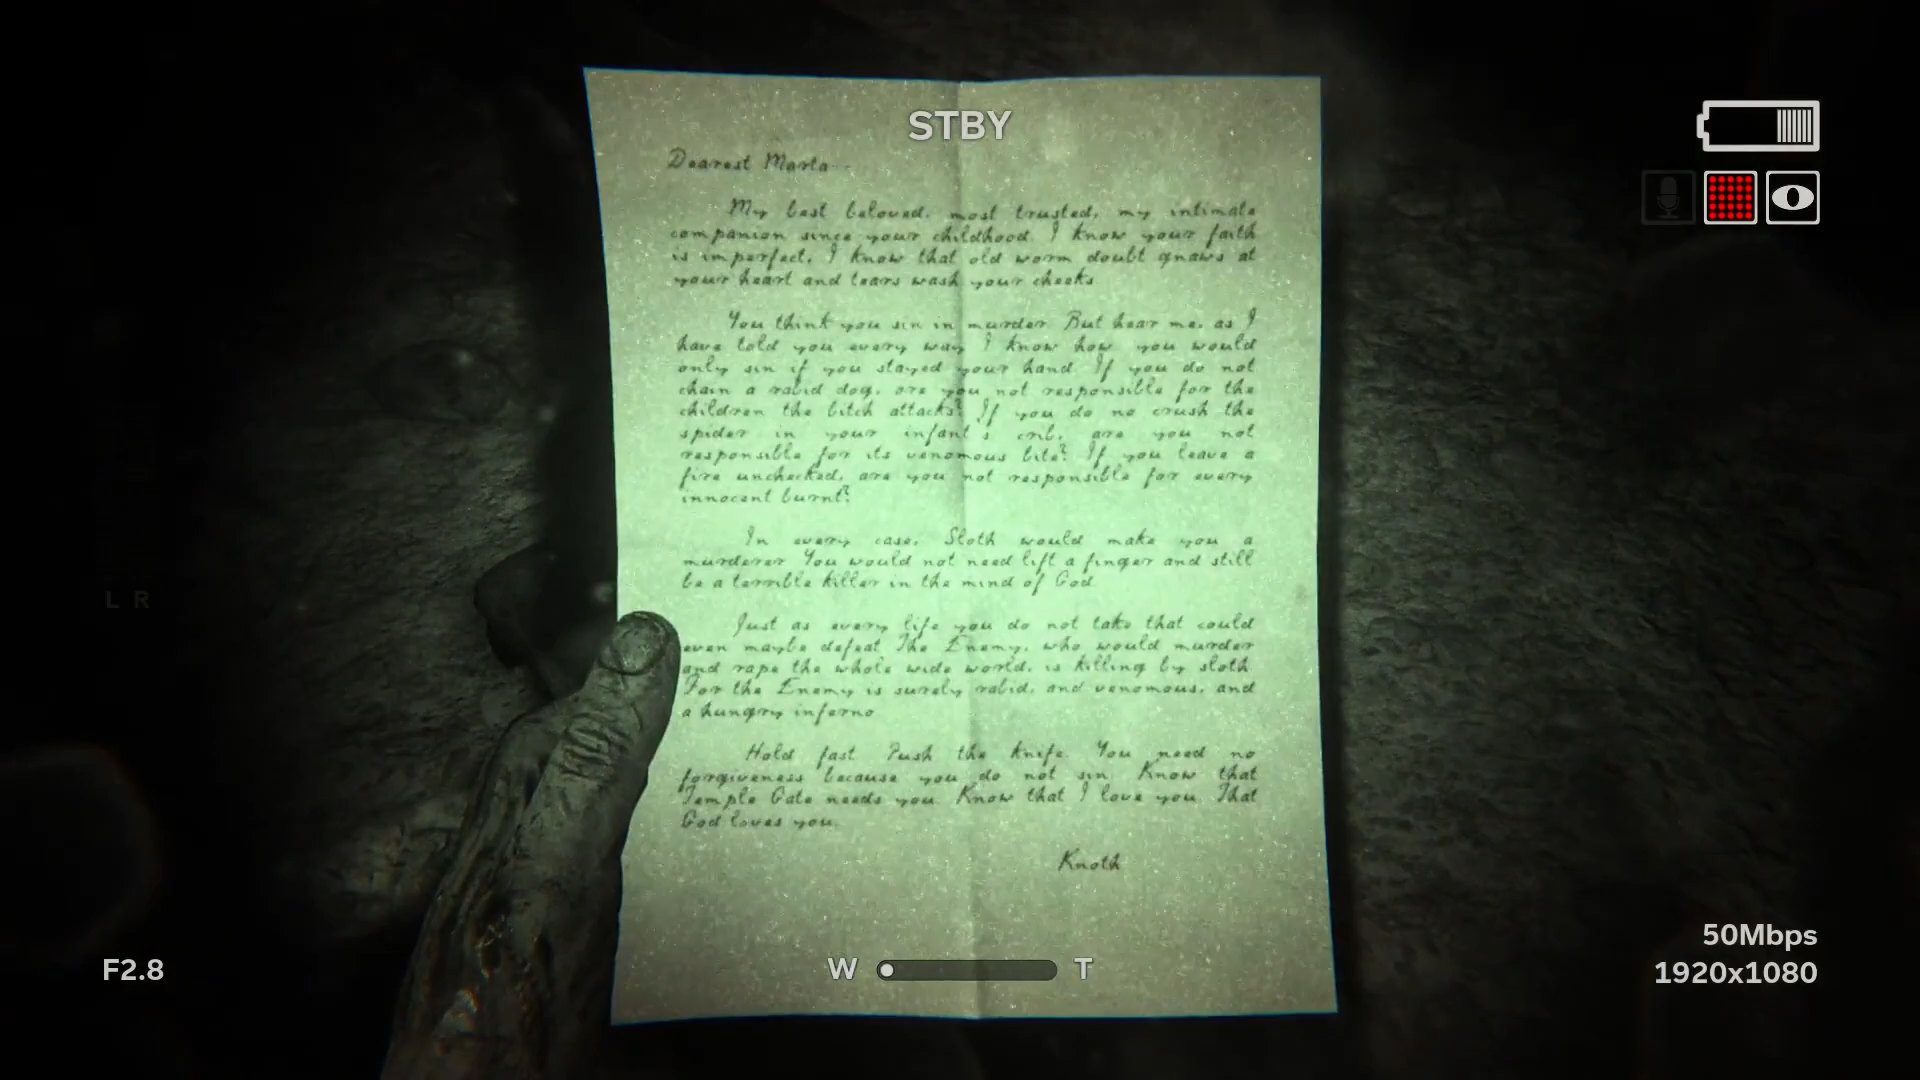 STBY
Dearest Marta--
My best beloved, most trusted, my intimate
companion since your childhood. I know your faith
is imperfect, I know that old worm doubt gnaws at
your heart and tears wash your cheeks
You think you sin in murder. But hear me, as I
have told you every way I know how you would
only sin if you stayed your hand. If you do not
chain a rabid dog, are you not responsible for the
children the bitch attacks? If you do no crush the
spider in your infant's crib, are you not
responsible for its venomous bite? If you leave a
fire unchecked, are you not responsible for every
innocent burnt?
In every case, Sloth would make you a
murderer. You would not need lift a finger and still
be a terrible killer in the mind of God.
Just as every life you do not take that could
even maybe defeat The Enemy, who would murder
and rape the whole wide world, is killing by sloth.
For the Enemy is surely rabid, and venomous, and
a hungry inferno
Hold fast. Push the knife. You need no
forgiveness because you do not sin. Know that
Temple Gate needs you. Know that I love you. That
God loves you.
Knoth
L R
F2.8
W T
50Mbps
1920x1080